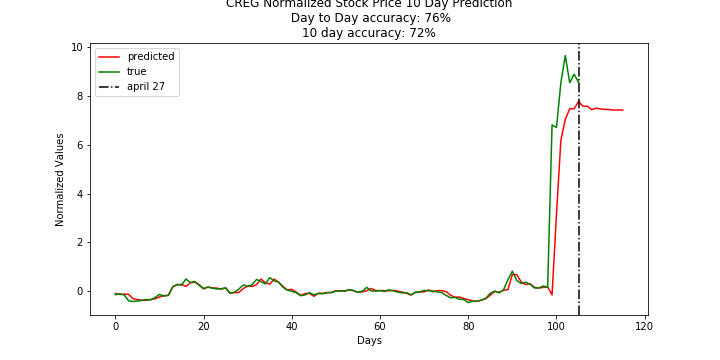 CREG Normalized Stock Price 10 Day Prediction
Day to Day accuracy: 76%
10 day accuracy: 72%
10
8
6
4
2
0
Normalized Values
predicted
true
april 27
0 20 40 60 80 100 120
Days